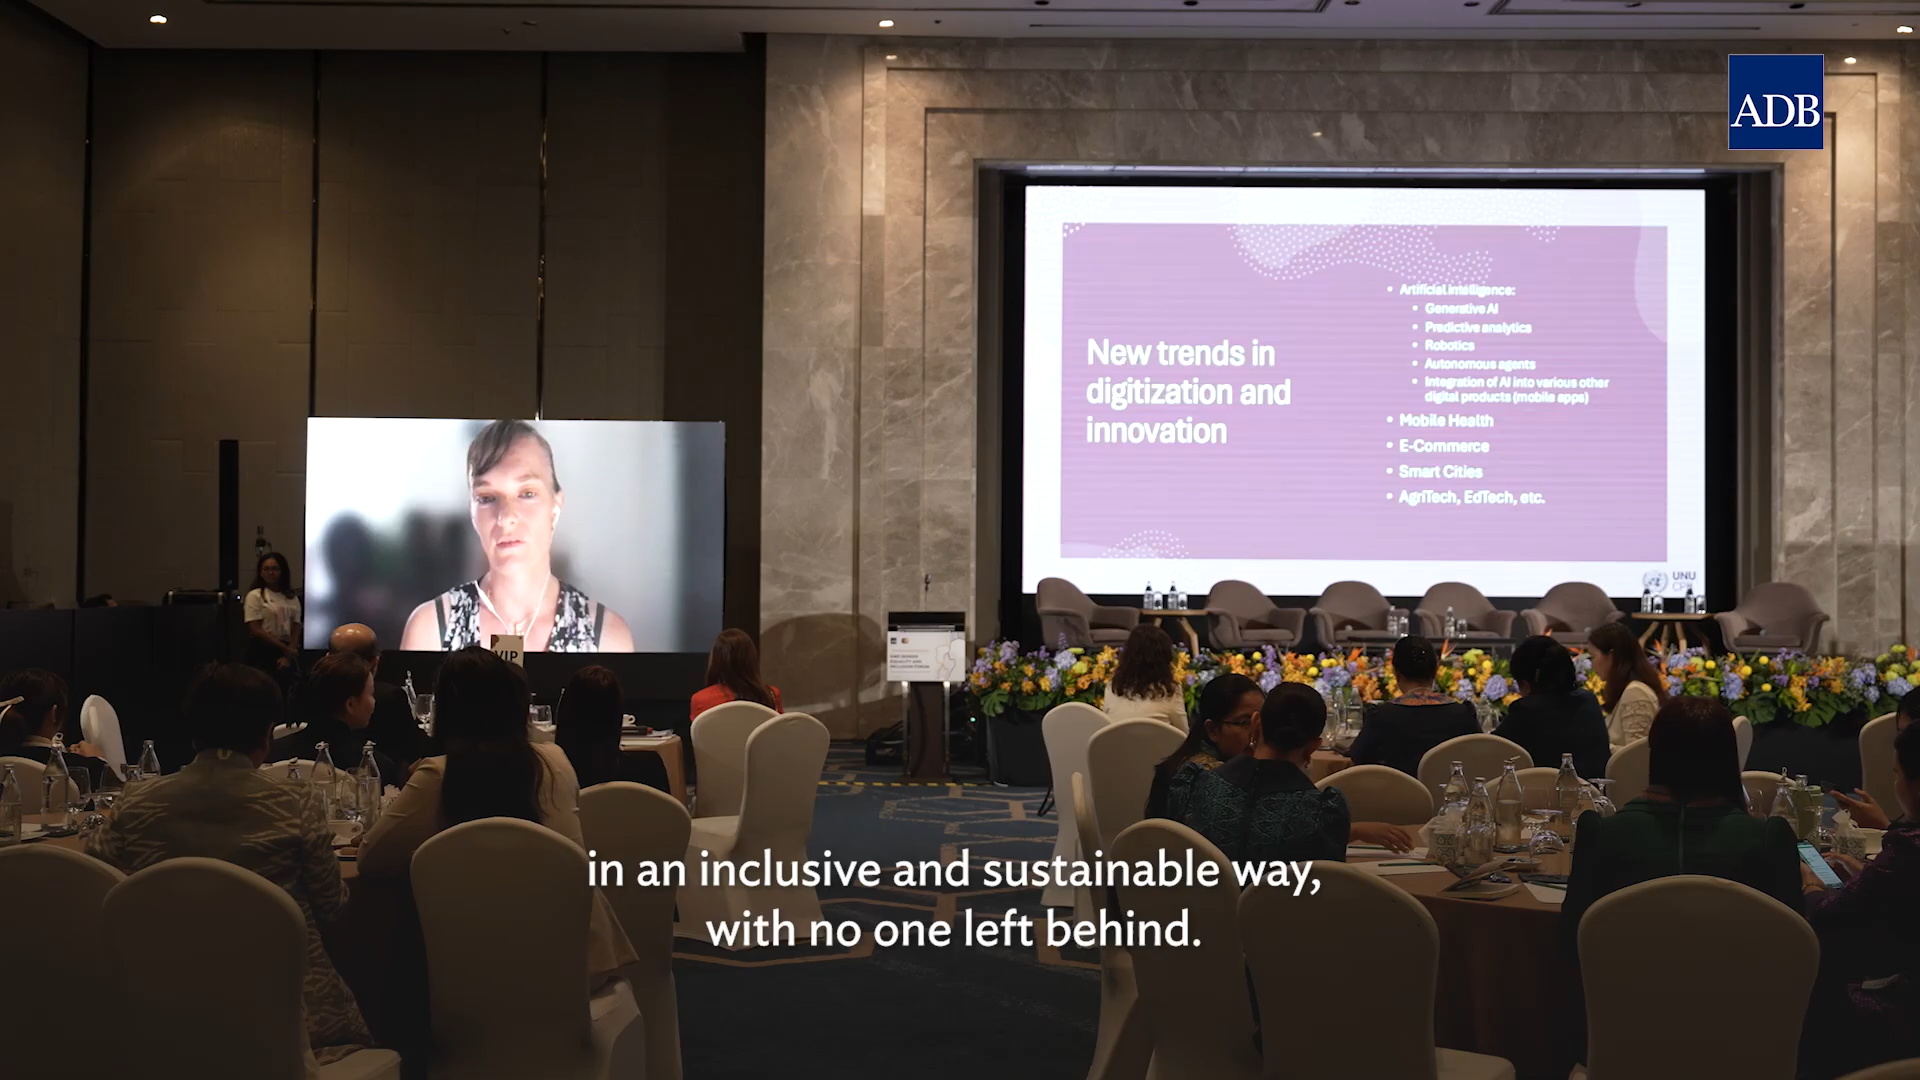 ADB
New trends in
digitization and
innovation
• Artificial intelligence:
• Generative AI
• Predictive analytics
• Robotics
• Autonomous agents
• Integration of AI into various other
digital products (mobile apps)
• Mobile Health
• E-Commerce
• Smart Cities
• AgriTech, EdTech, etc.
UNU
VIP
in an inclusive and sustainable way,
with no one left behind.